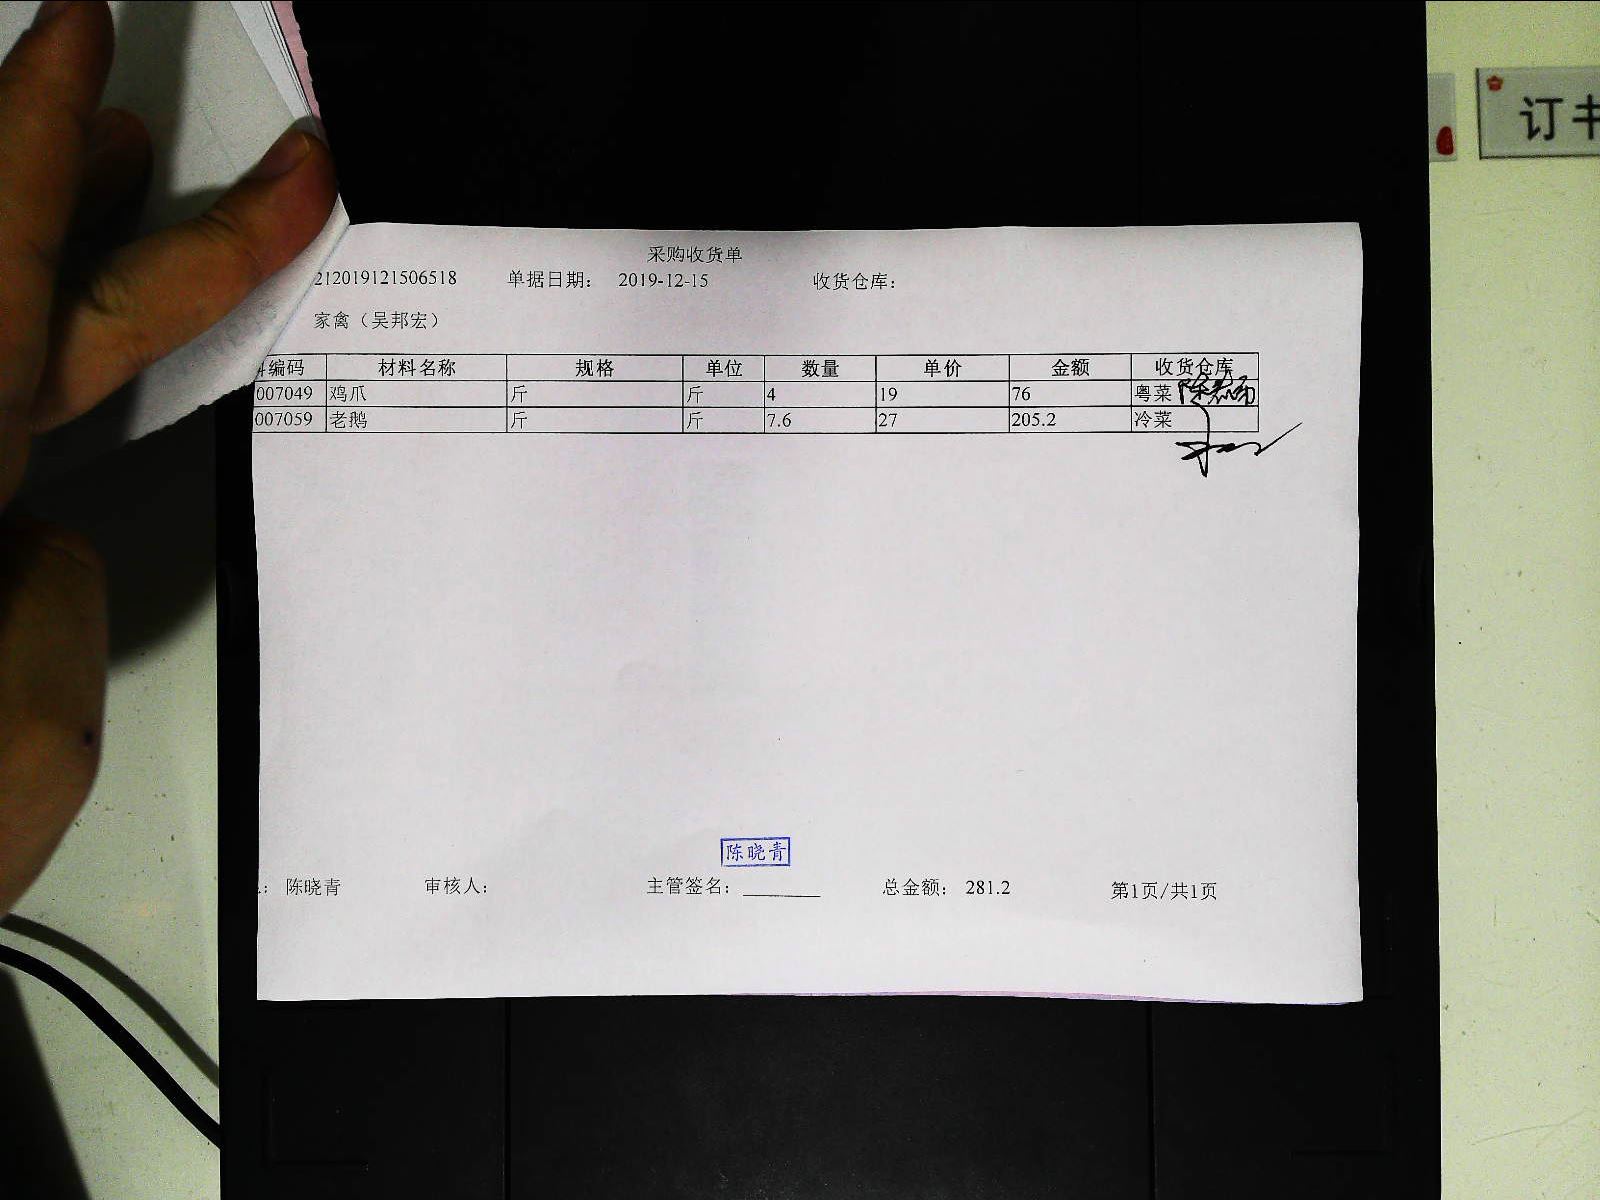 订书
采购收货单
212019121506518 单据日期： 2019-12-15 收货仓库：
家禽（吴邦宏）
编码 材料名称 规格 单位 数量 单价 金额 收货仓库
007049 鸡爪 斤 斤 4 19 76 粤菜
007059 老鹅 斤 斤 7.6 27 205.2 冷菜
陈晓青
：陈晓青 审核人： 主管签名： 总金额： 281.2 第1页/共1页